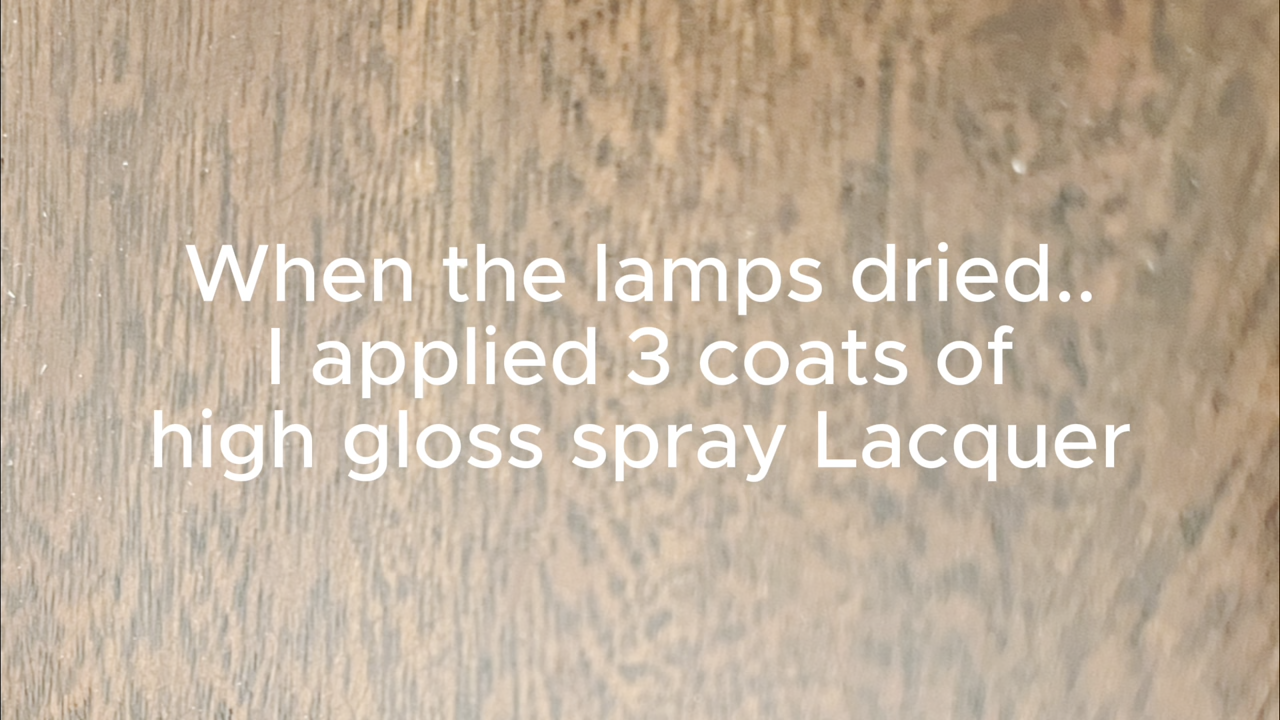 When the lamps dried..
I applied 3 coats of
high gloss spray Lacquer